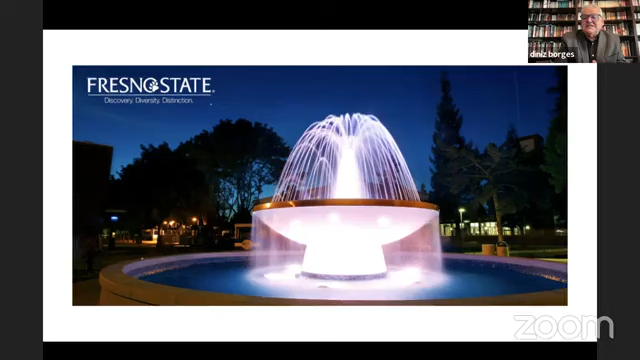 diniz borges
FRESNO STATE
Discovery. Diversity. Distinction.
zoom